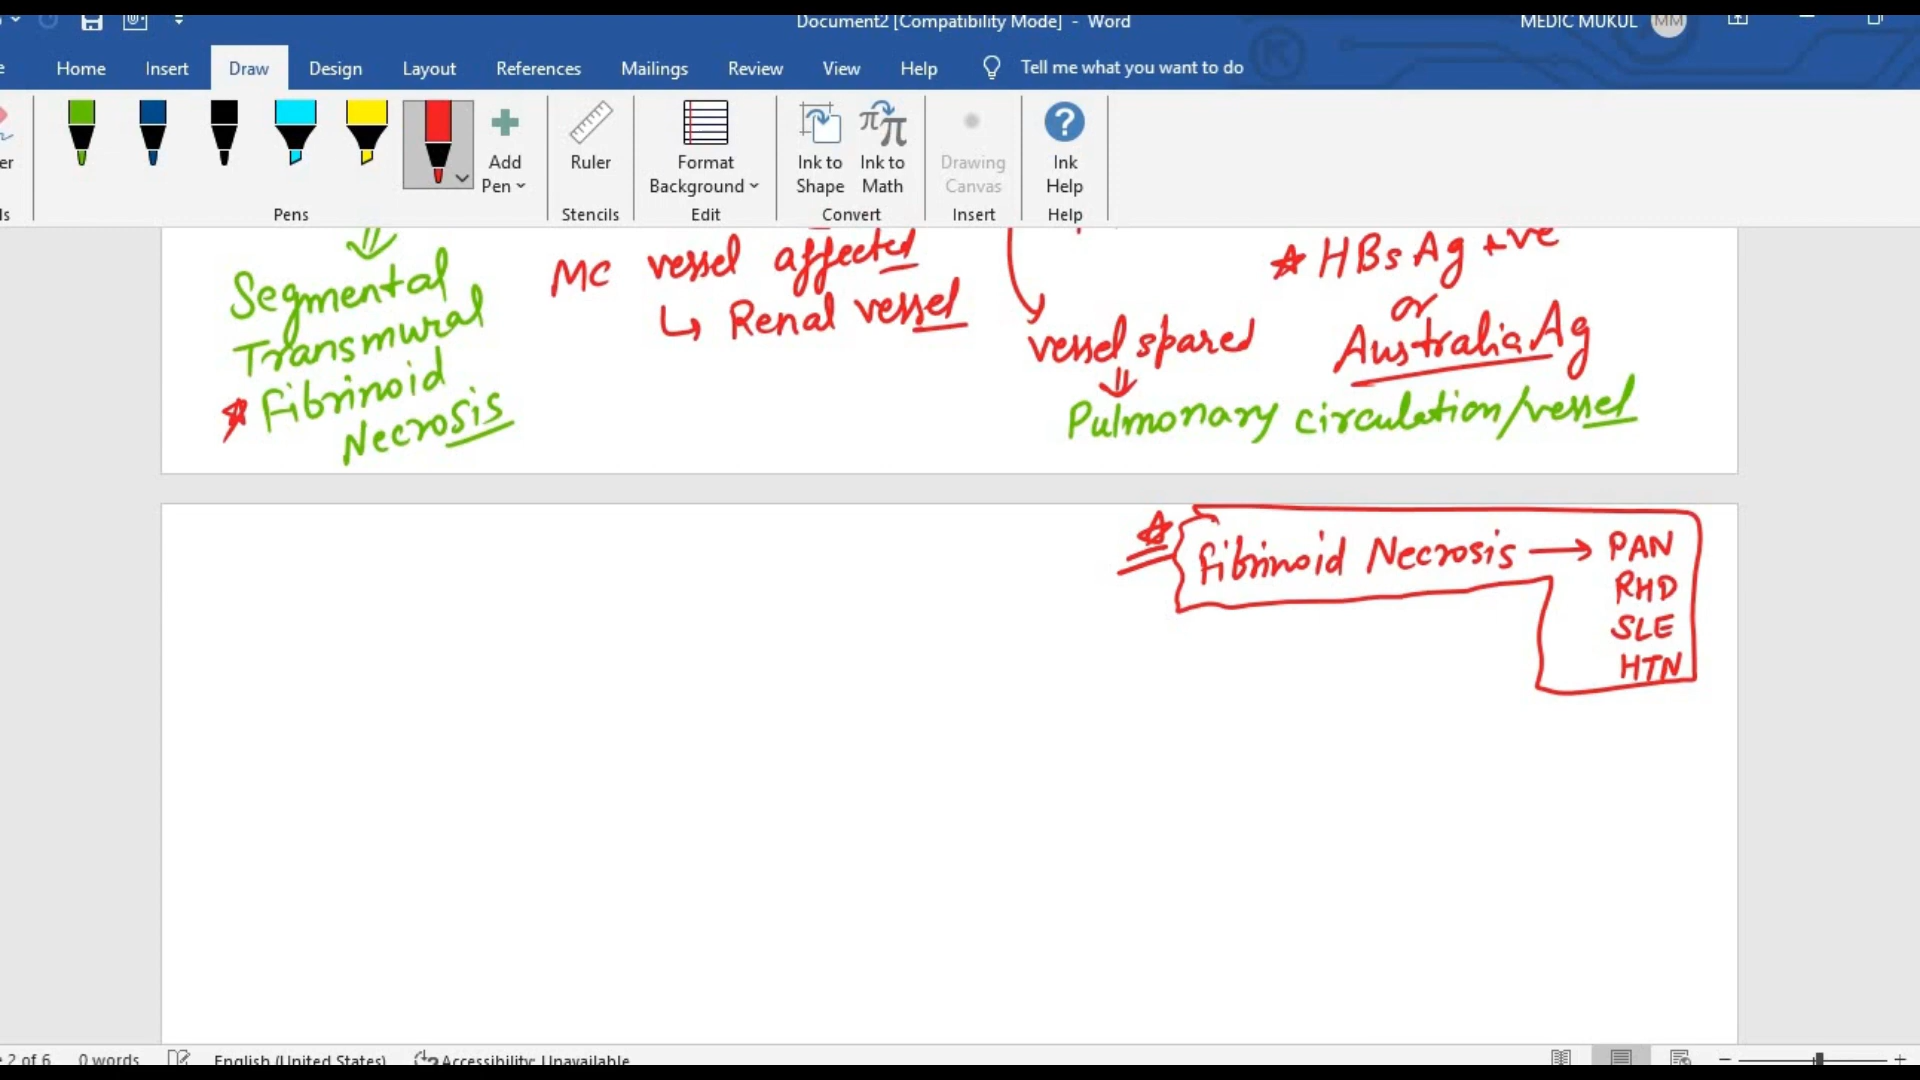 Document2 [Compatibility Mode] - Word
MEDIC MUKUL
MM
Home Insert Draw Design Layout References Mailings Review View Help Tell me what you want to do
Add Pen
Ruler
Format Background
Ink to Shape
Ink to Math
Drawing Canvas
Ink Help
Pens Stencils Edit Convert Insert Help
Segmental
Transmural
Fibrinoid
Necrosis
MC vessel affected
Renal vessel
vessel spared
HBsAg +ve
or
Australia Ag
Pulmonary circulation/vessel
Fibrinoid Necrosis → PAN
RHD
SLE
HTN
2 of 6 0 words English (United States) Accessibility: Unavailable